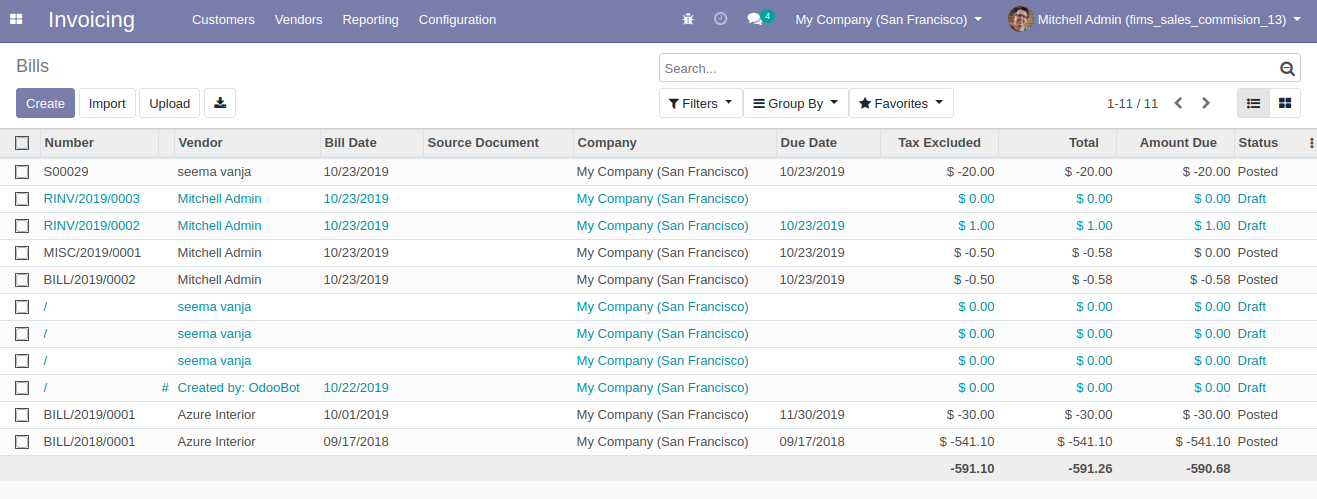 Invoicing Customers Vendors Reporting Configuration 4 My Company (San Francisco) Mitchell Admin (fims_sales_commision_13)
Bills Search...
Create Import Upload Filters Group By Favorites 1-11 / 11
Number Vendor Bill Date Source Document Company Due Date Tax Excluded Total Amount Due Status
S00029 seema vanja 10/23/2019 My Company (San Francisco) 10/23/2019 $ -20.00 $ -20.00 $ -20.00 Posted
RINV/2019/0003 Mitchell Admin 10/23/2019 My Company (San Francisco) $ 0.00 $ 0.00 $ 0.00 Draft
RINV/2019/0002 Mitchell Admin 10/23/2019 My Company (San Francisco) 10/23/2019 $ 1.00 $ 1.00 $ 1.00 Draft
MISC/2019/0001 Mitchell Admin 10/23/2019 My Company (San Francisco) 10/23/2019 $ -0.50 $ -0.58 $ 0.00 Posted
BILL/2019/0002 Mitchell Admin 10/23/2019 My Company (San Francisco) 10/23/2019 $ -0.50 $ -0.58 $ -0.58 Posted
/ seema vanja My Company (San Francisco) $ 0.00 $ 0.00 $ 0.00 Draft
/ seema vanja My Company (San Francisco) $ 0.00 $ 0.00 $ 0.00 Draft
/ seema vanja My Company (San Francisco) $ 0.00 $ 0.00 $ 0.00 Draft
/ # Created by: OdooBot 10/22/2019 My Company (San Francisco) $ 0.00 $ 0.00 $ 0.00 Draft
BILL/2019/0001 Azure Interior 10/01/2019 My Company (San Francisco) 11/30/2019 $ -30.00 $ -30.00 $ -30.00 Posted
BILL/2018/0001 Azure Interior 09/17/2018 My Company (San Francisco) 09/17/2018 $ -541.10 $ -541.10 $ -541.10 Posted
-591.10 -591.26 -590.68